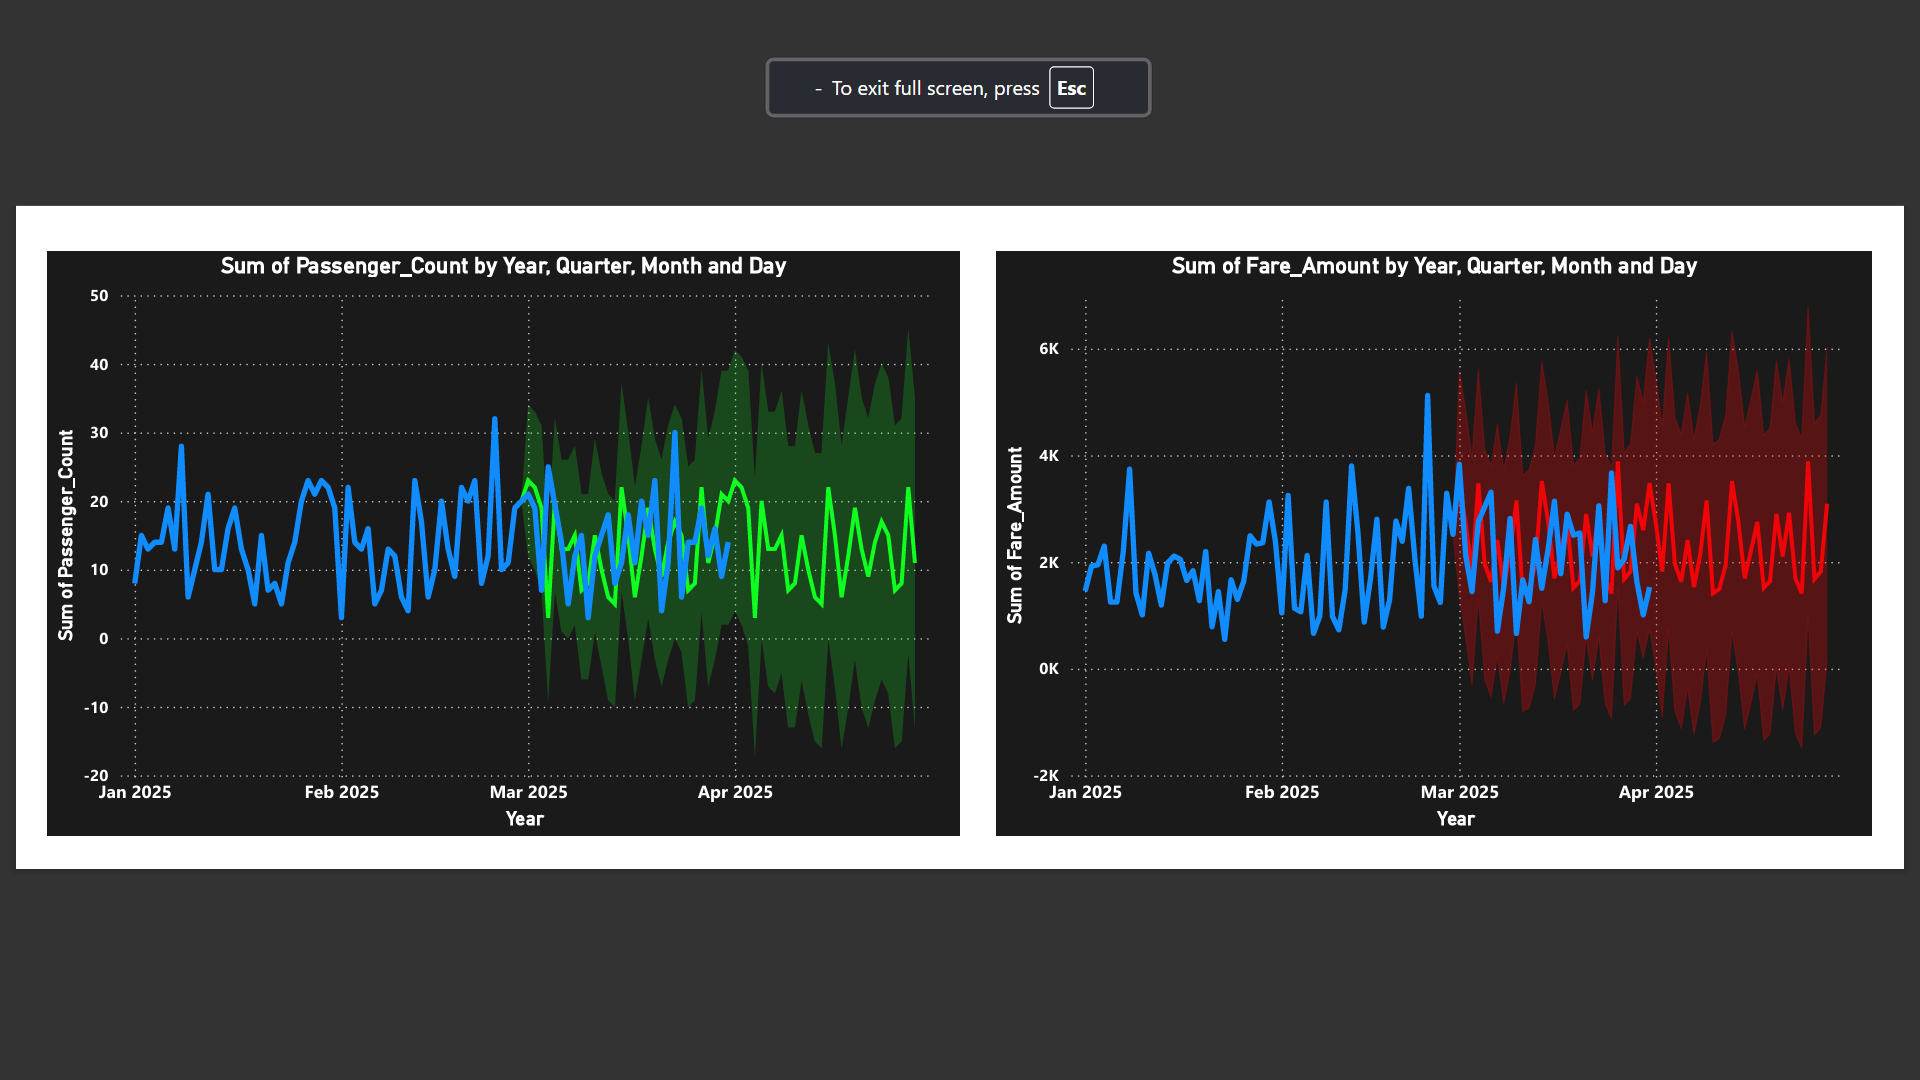 - To exit full screen, press Esc
Sum of Passenger_Count by Year, Quarter, Month and Day
50
40
30
20
10
0
-10
-20
Sum of Passenger_Count
Jan 2025 Feb 2025 Mar 2025 Apr 2025
Year
Sum of Fare_Amount by Year, Quarter, Month and Day
6K
4K
2K
0K
-2K
Sum of Fare_Amount
Jan 2025 Feb 2025 Mar 2025 Apr 2025
Year